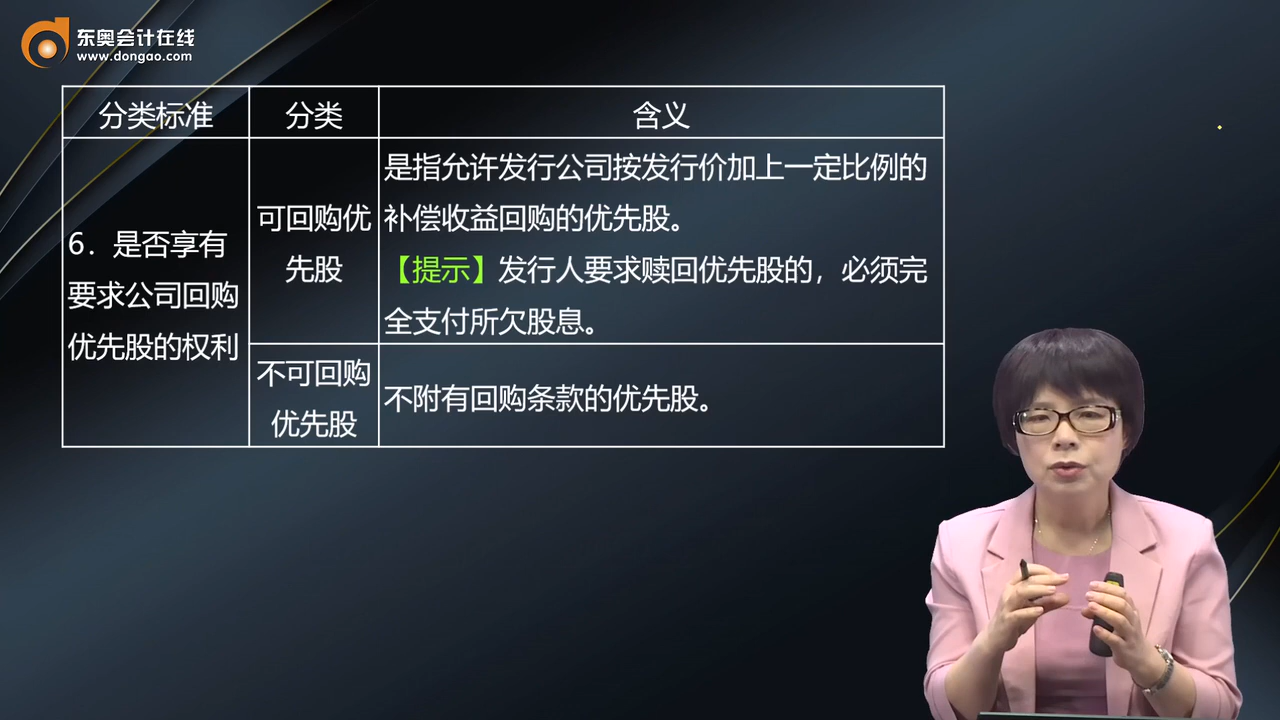 东奥会计在线
www.dongao.com
分类标准
分类
含义
6．是否享有
要求公司回购
优先股的权利
可回购优
先股
是指允许发行公司按发行价加上一定比例的
补偿收益回购的优先股。
【提示】发行人要求赎回优先股的，必须完
全支付所欠股息。
不可回购
优先股
不附有回购条款的优先股。